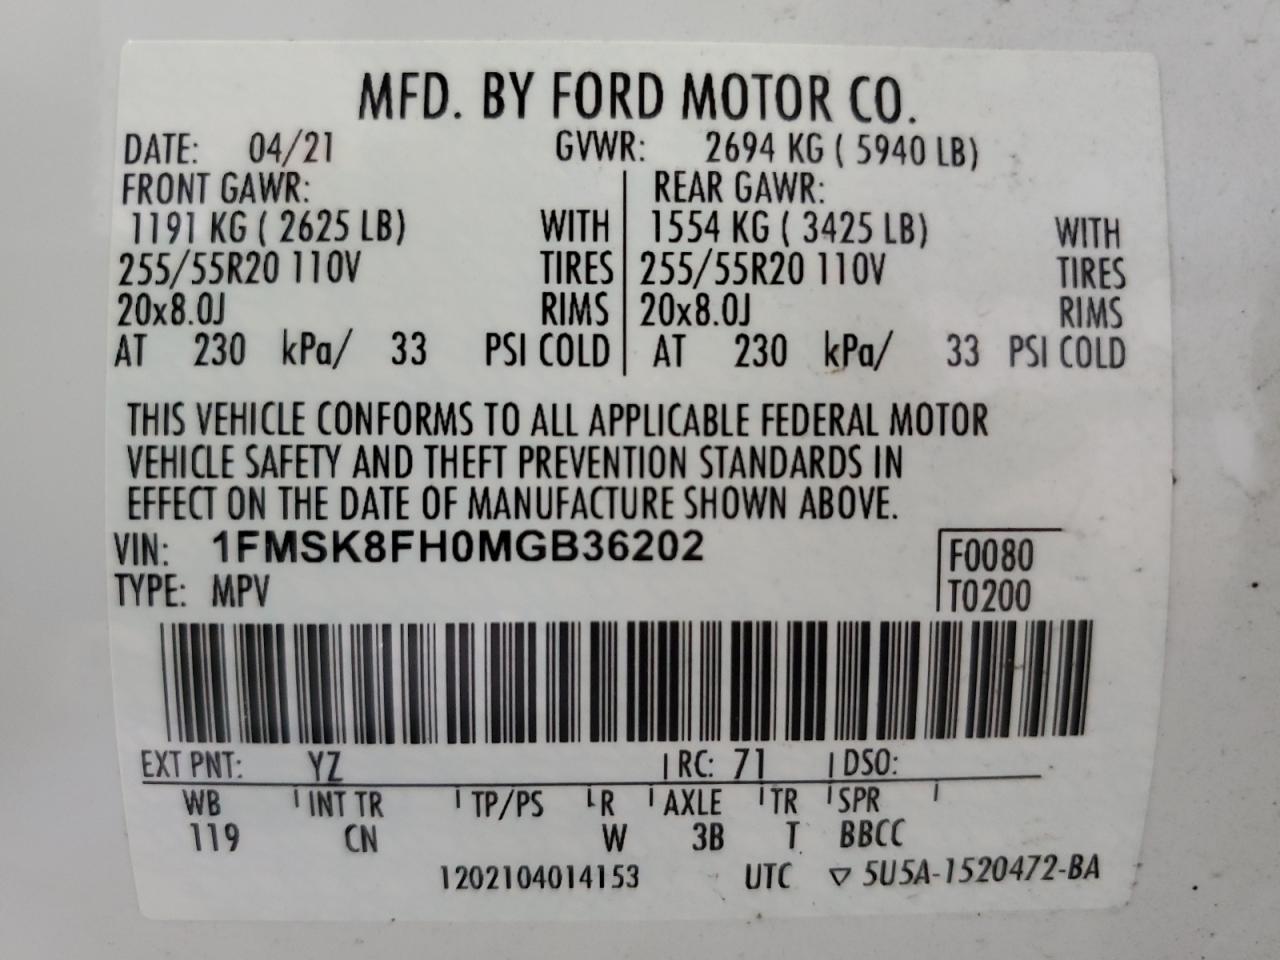 MFD. BY FORD MOTOR CO.
DATE: 04/21 GVWR: 2694 KG ( 5940 LB)
FRONT GAWR: REAR GAWR:
1191 KG ( 2625 LB) WITH 1554 KG ( 3425 LB) WITH
255/55R20 110V TIRES 255/55R20 110V TIRES
20x8.0J RIMS 20x8.0J RIMS
AT 230 kPa/ 33 PSI COLD AT 230 kPa/ 33 PSI COLD
THIS VEHICLE CONFORMS TO ALL APPLICABLE FEDERAL MOTOR
VEHICLE SAFETY AND THEFT PREVENTION STANDARDS IN
EFFECT ON THE DATE OF MANUFACTURE SHOWN ABOVE.
VIN: 1FMSK8FH0MGB36202 F0080
TYPE: MPV T0200
EXT PNT: YZ RC: 71 DSO:
WB INT TR TP/PS R AXLE TR SPR
119 CN W 3B T BBCC
1202104014153 UTC ▽ 5U5A-1520472-BA